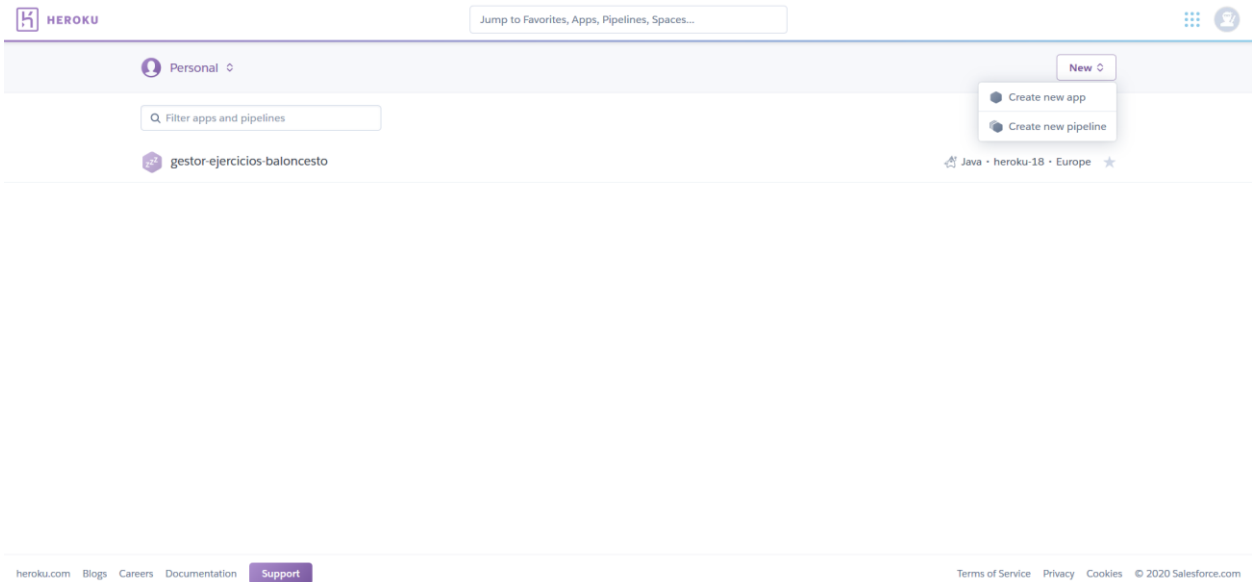 HEROKU
Jump to Favorites, Apps, Pipelines, Spaces...
Personal
New
Create new app
Create new pipeline
Filter apps and pipelines
gestor-ejercicios-baloncesto
Java • heroku-18 • Europe
heroku.com Blogs Careers Documentation Support
Terms of Service Privacy Cookies © 2020 Salesforce.com